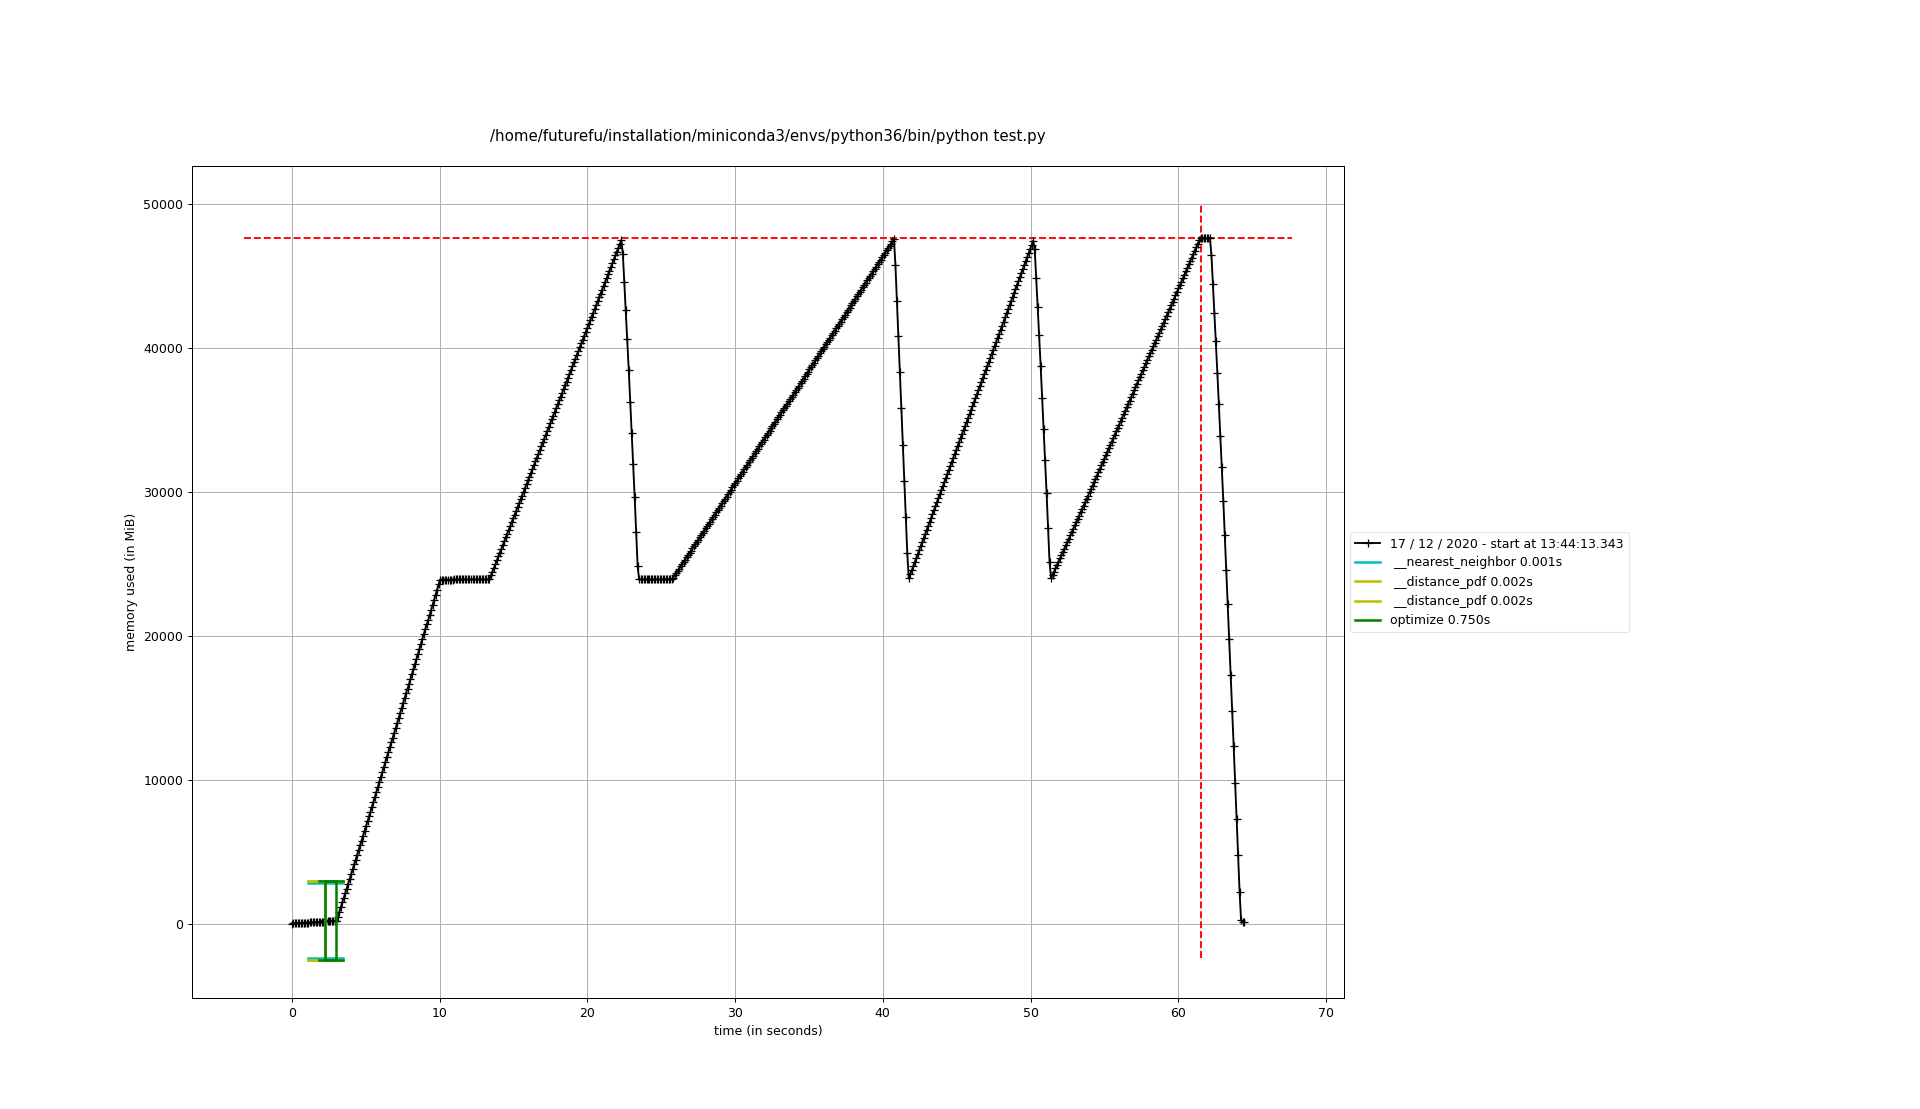 /home/futurefu/installation/miniconda3/envs/python36/bin/python test.py
50000
40000
30000
20000
10000
0
memory used (in MiB)
0 10 20 30 40 50 60 70
time (in seconds)
17 / 12 / 2020 - start at 13:44:13.343
__nearest_neighbor 0.001s
__distance_pdf 0.002s
__distance_pdf 0.002s
optimize 0.750s